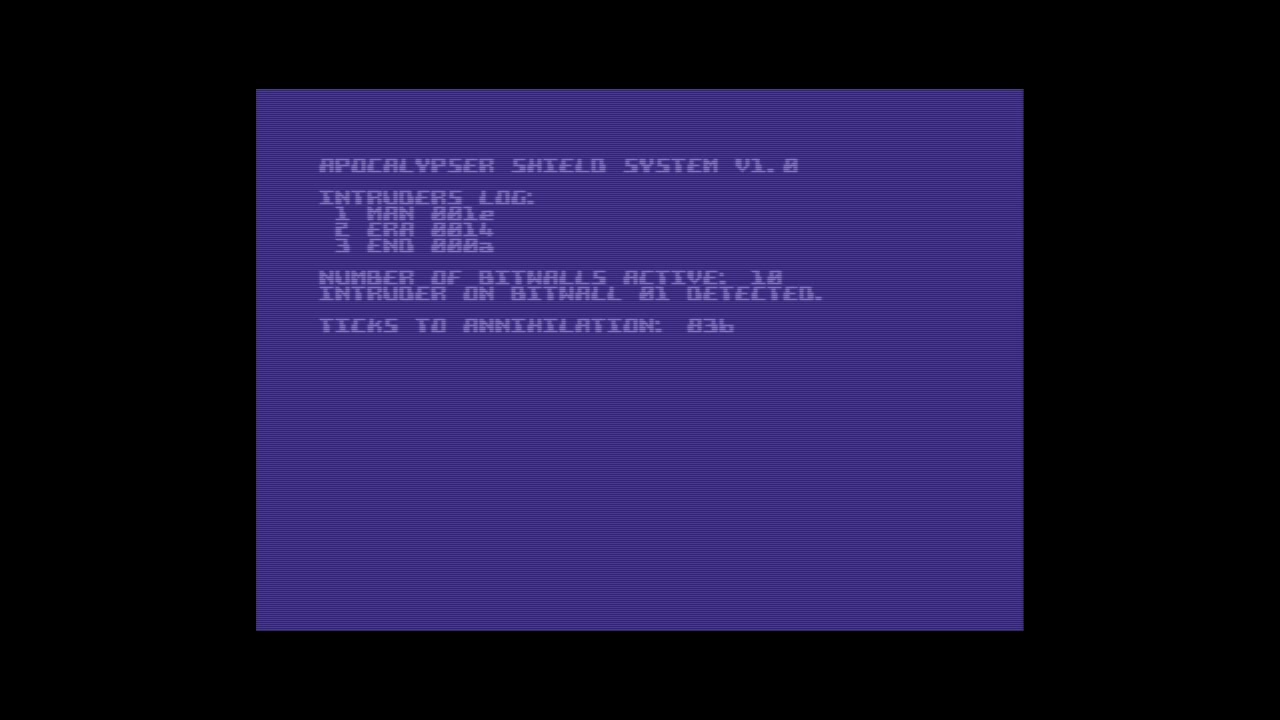 APOCALYPSER SHIELD SYSTEM V1.0
INTRUDERS LOG:
1 MAN 001e
2 ERA 0014
3 END 000a
NUMBER OF BITWALLS ACTIVE: 10
INTRUDER ON BITWALL 01 DETECTED.
TICKS TO ANNIHILATION: 036